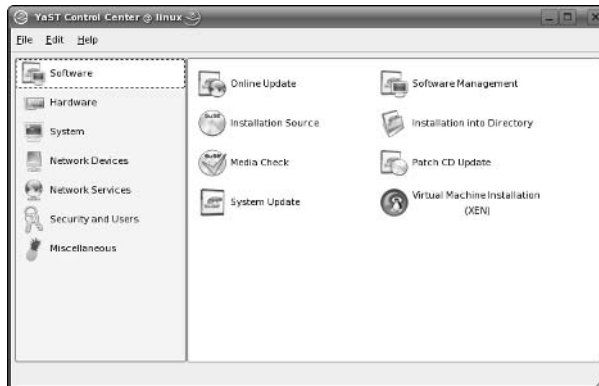 YaST Control Center @ linux
File Edit Help
Software
Hardware
System
Network Devices
Network Services
Security and Users
Miscellaneous
Online Update
Software Management
Installation Source
Installation into Directory
Media Check
Patch CD Update
System Update
Virtual Machine Installation
(XEN)